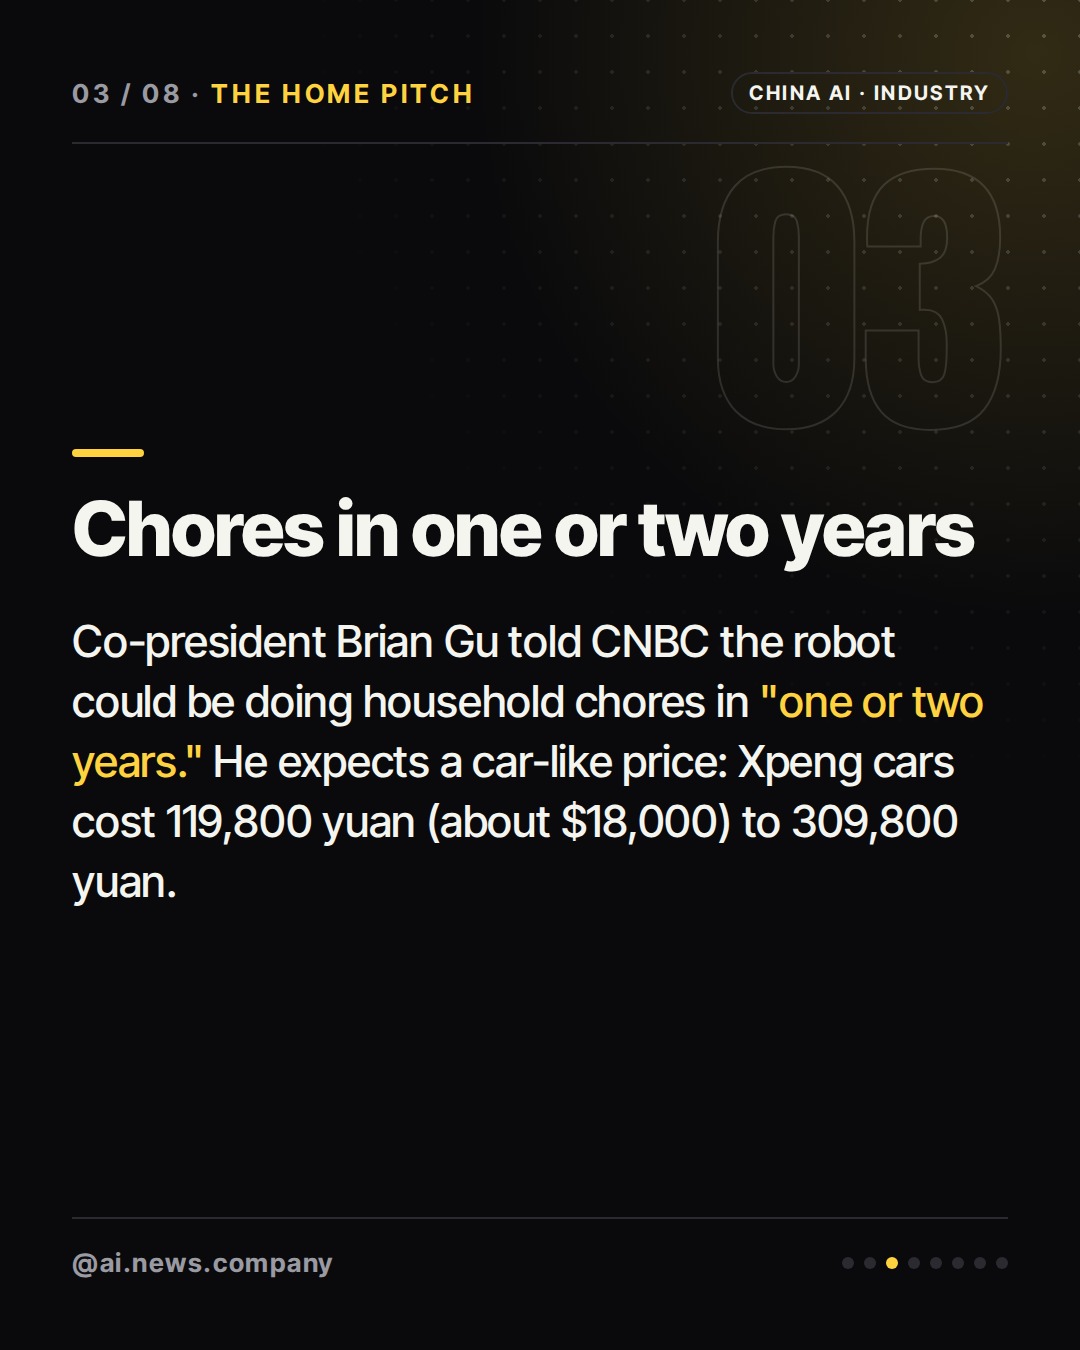 03 / 08 · THE HOME PITCH
CHINA AI · INDUSTRY
03
Chores in one or two years
Co-president Brian Gu told CNBC the robot
could be doing household chores in "one or two
years." He expects a car-like price: Xpeng cars
cost 119,800 yuan (about $18,000) to 309,800
yuan.
@ai.news.company